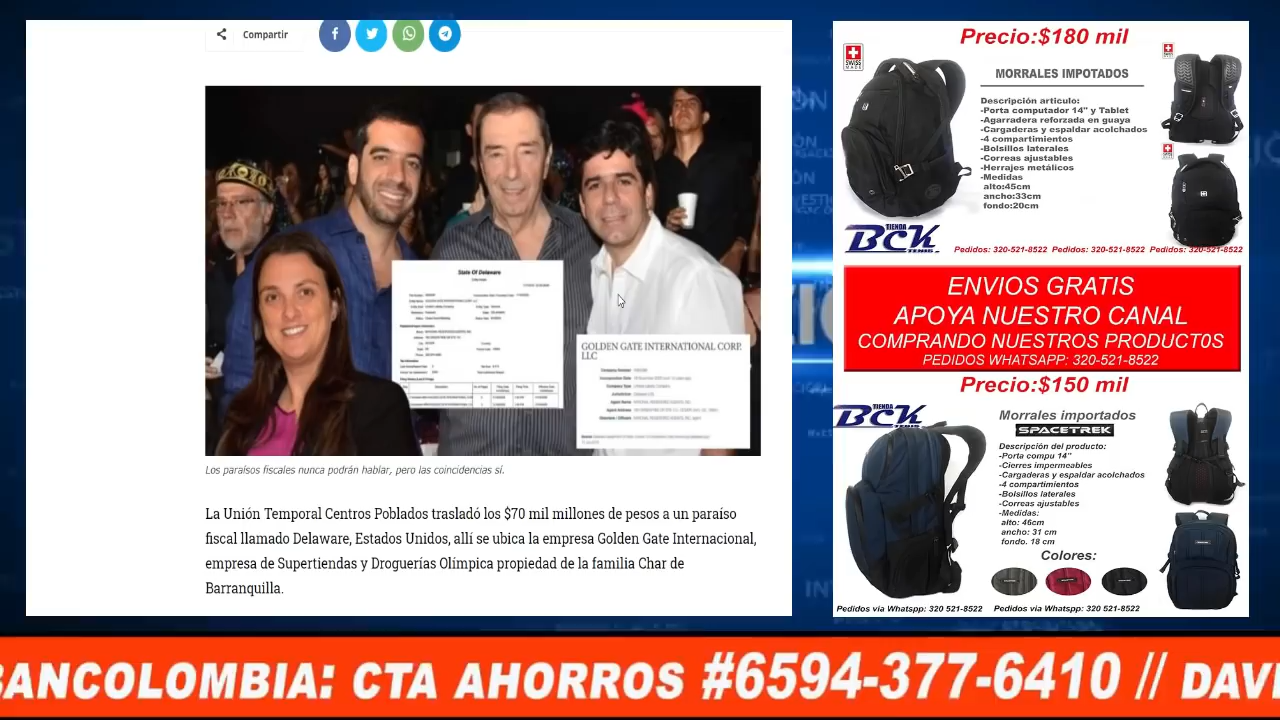 Compartir
State Of Delaware
GOLDEN GATE INTERNATIONAL CORP.
LLC
Los paraísos fiscales nunca podrán hablar, pero las coincidencias sí.
La Unión Temporal Centros Poblados trasladó los $70 mil millones de pesos a un paraíso
fiscal llamado Delaware, Estados Unidos, allí se ubica la empresa Golden Gate Internacional,
empresa de Supertiendas y Droguerías Olímpica propiedad de la familia Char de
Barranquilla.
Precio:$180 mil
SWISS
MADE
MORRALES IMPOTADOS
Descripción articulo:
-Porta computador 14" y Tablet
-Agarradera reforzada en guaya
-Cargaderas y espaldar acolchados
-4 compartimientos
-Bolsillos laterales
-Correas ajustables
-Herrajes metálicos
-Medidas
alto:45cm
ancho:33cm
fondo:20cm
TIENDA
BCK
TENIS
Pedidos: 320-521-8522 Pedidos: 320-521-8522 Pedidos: 320-521-8522
ENVIOS GRATIS
APOYA NUESTRO CANAL
COMPRANDO NUESTROS PRODUCT0S
PEDIDOS WHATSAPP: 320-521-8522
Precio:$150 mil
TIENDA
BCK
TENIS
Morrales importados
SPACETREK
Descripción del producto:
-Porta compu 14"
-Cierres impermeables
-Cargaderas y espaldar acolchados
-4 compartimientos
-Bolsillos laterales
-Correas ajustables
-Medidas:
alto: 46cm
ancho: 31 cm
fondo. 18 cm
Colores:
Pedidos via Whatspp: 320 521-8522 Pedidos via Whatspp: 320 521-8522
BANCOLOMBIA: CTA AHORROS #6594-377-6410 // DAVI